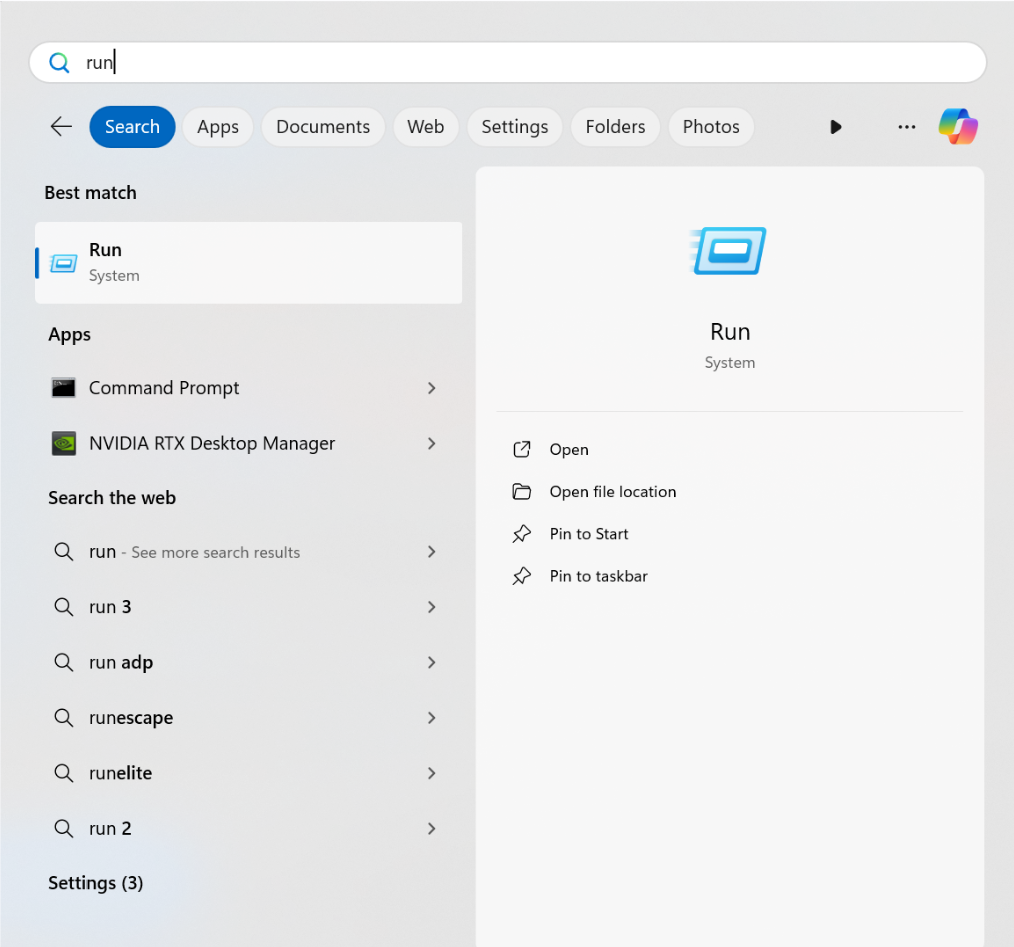 run
Search Apps Documents Web Settings Folders Photos
Best match
Run
System
Apps
Command Prompt
NVIDIA RTX Desktop Manager
Search the web
run - See more search results
run 3
run adp
runescape
runelite
run 2
Settings (3)
Run
System
Open
Open file location
Pin to Start
Pin to taskbar